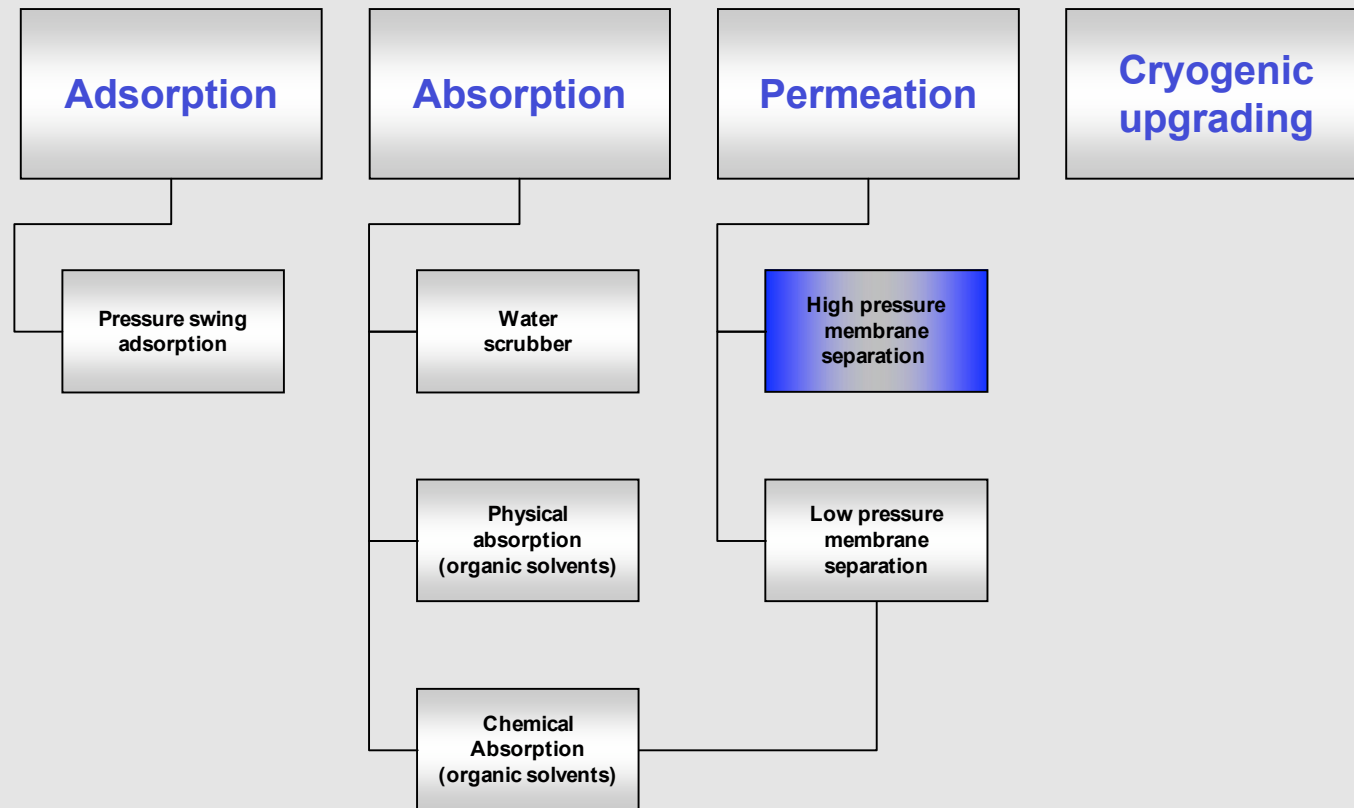 Adsorption
Absorption
Permeation
Cryogenic
upgrading
Pressure swing
adsorption
Water
scrubber
High pressure
membrane
separation
Physical
absorption
(organic solvents)
Low pressure
membrane
separation
Chemical
Absorption
(organic solvents)